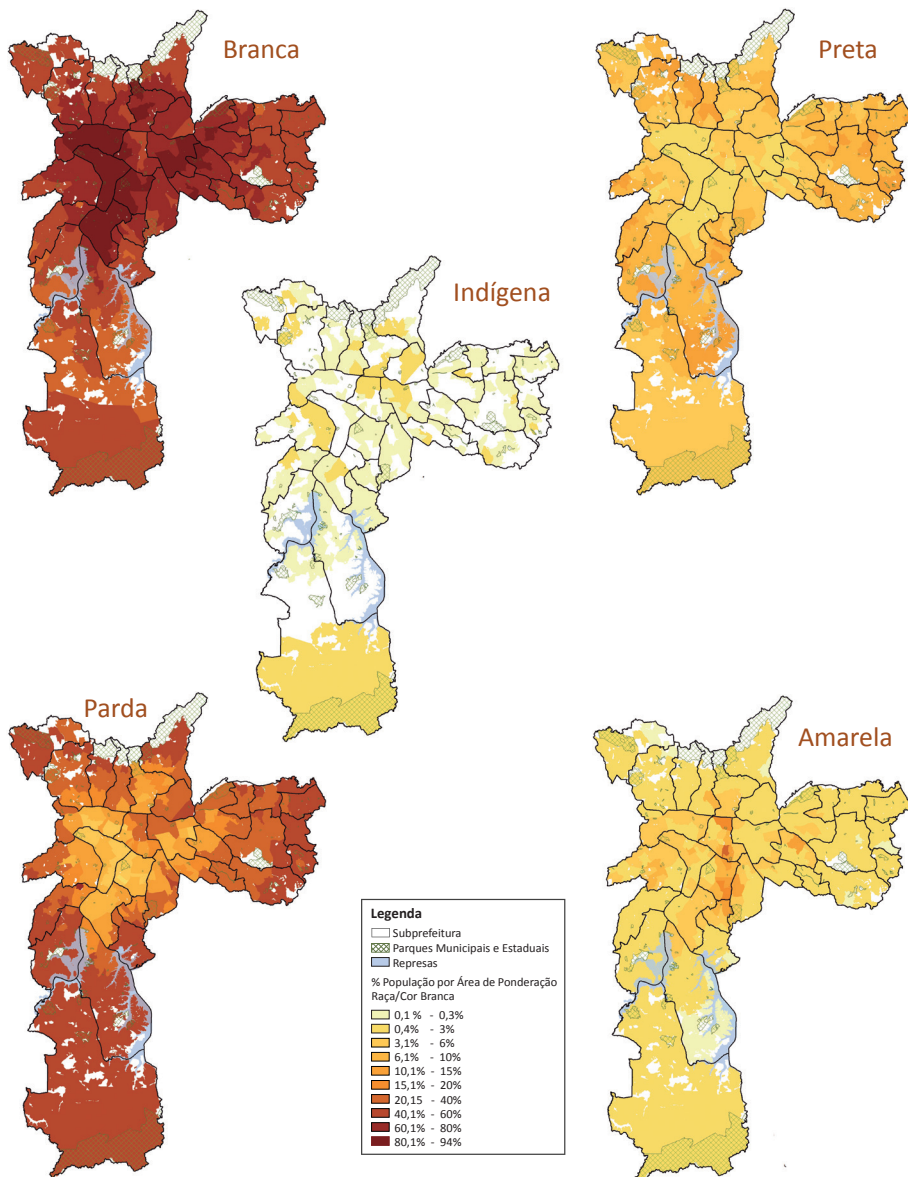 Branca
Preta
Indígena
Parda
Amarela
Legenda
Subprefeitura
Parques Municipais e Estaduais
Represas
% População por Área de Ponderação
Raça/Cor Branca
0,1 % - 0,3%
0,4% - 3%
3,1% - 6%
6,1% - 10%
10,1% - 15%
15,1% - 20%
20,15 - 40%
40,1% - 60%
60,1% - 80%
80,1% - 94%